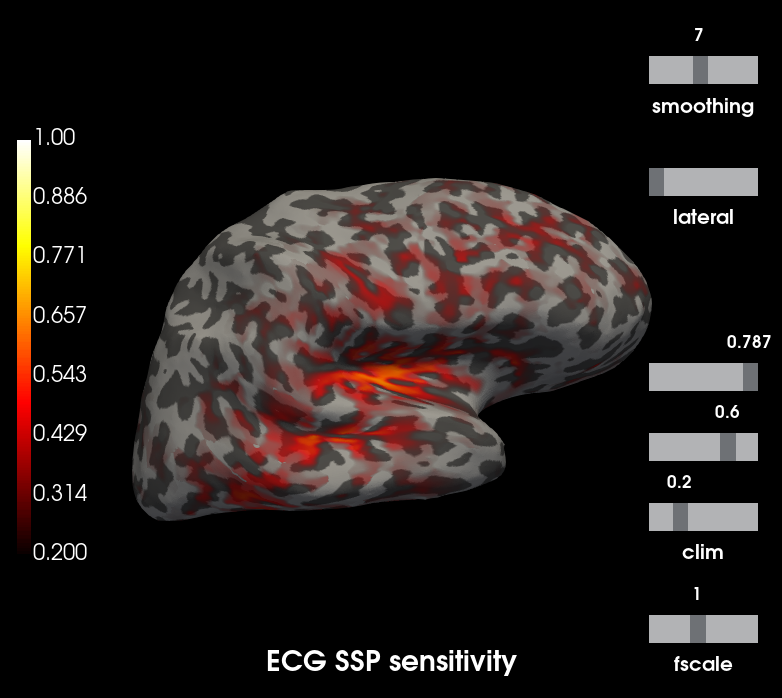 7
smoothing
lateral
1.00
0.886
0.771
0.657
0.543
0.429
0.314
0.200
0.787
0.6
0.2
clim
1
fscale
ECG SSP sensitivity